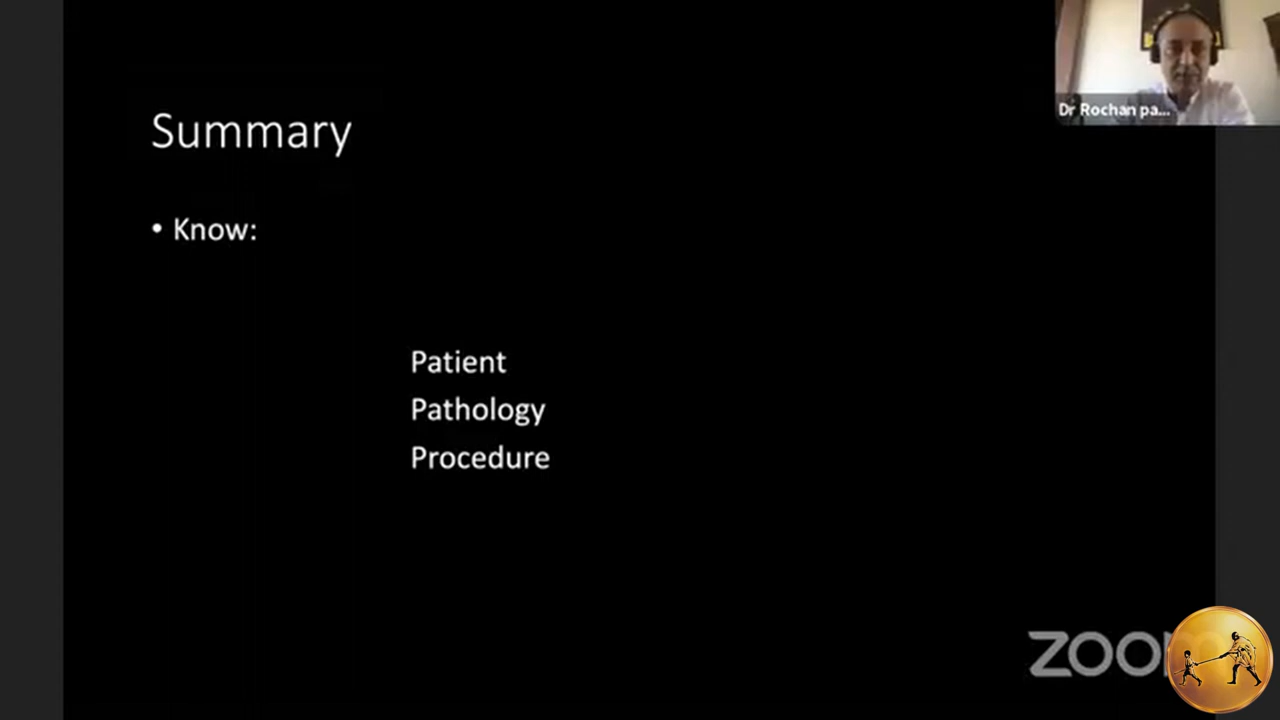 Dr Rochan pa...
Summary
• Know:
Patient
Pathology
Procedure
zoom